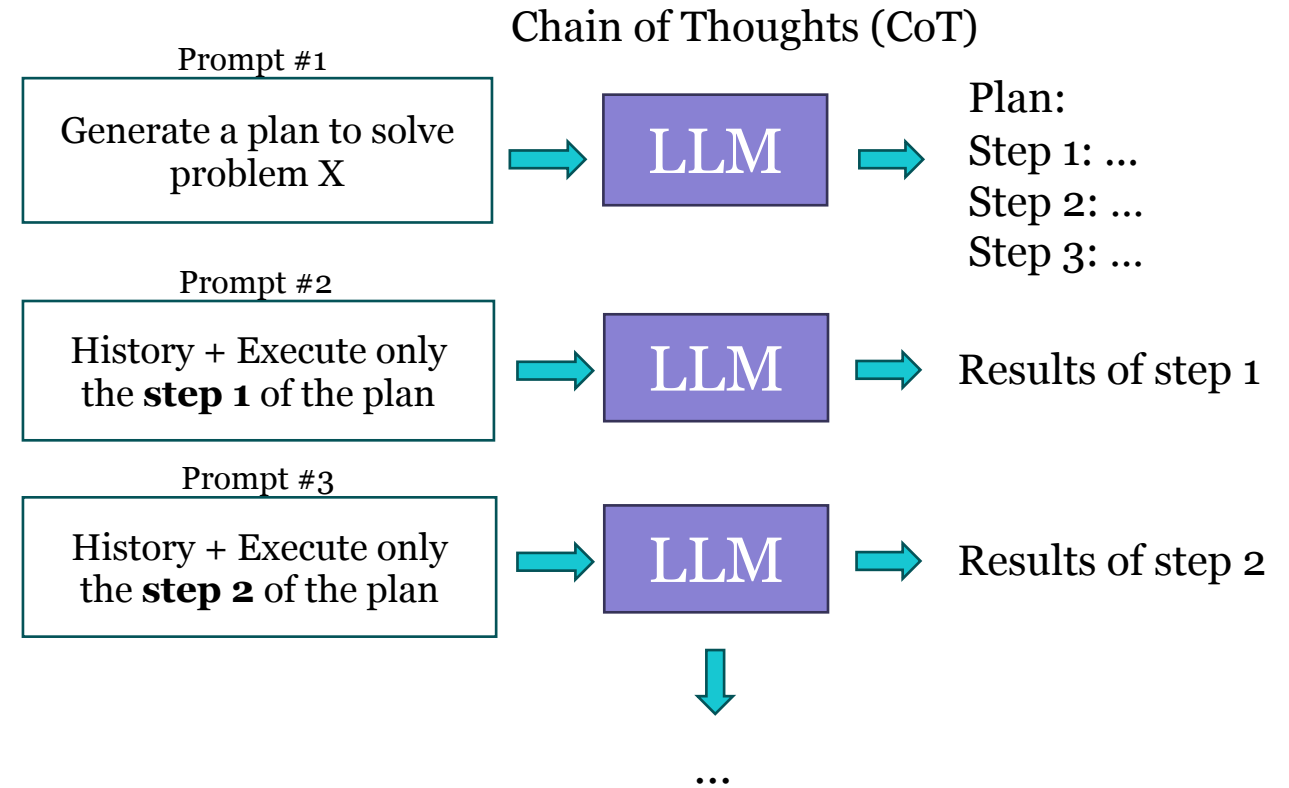 Chain of Thoughts (CoT)
Prompt #1
Generate a plan to solve
problem X
LLM
Plan:
Step 1: ...
Step 2: ...
Step 3: ...
Prompt #2
History + Execute only
the step 1 of the plan
LLM
Results of step 1
Prompt #3
History + Execute only
the step 2 of the plan
LLM
Results of step 2
...